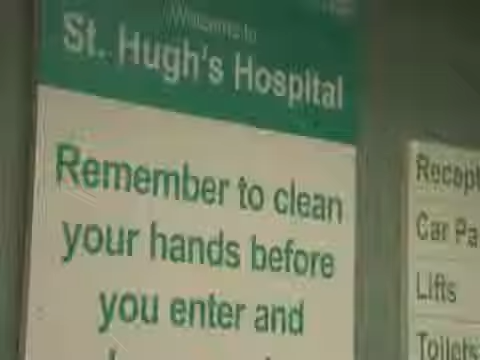 Welcome to
St. Hugh's Hospital
Remember to clean
your hands before
you enter and
Recept
Car Pa
Lifts
Toilets